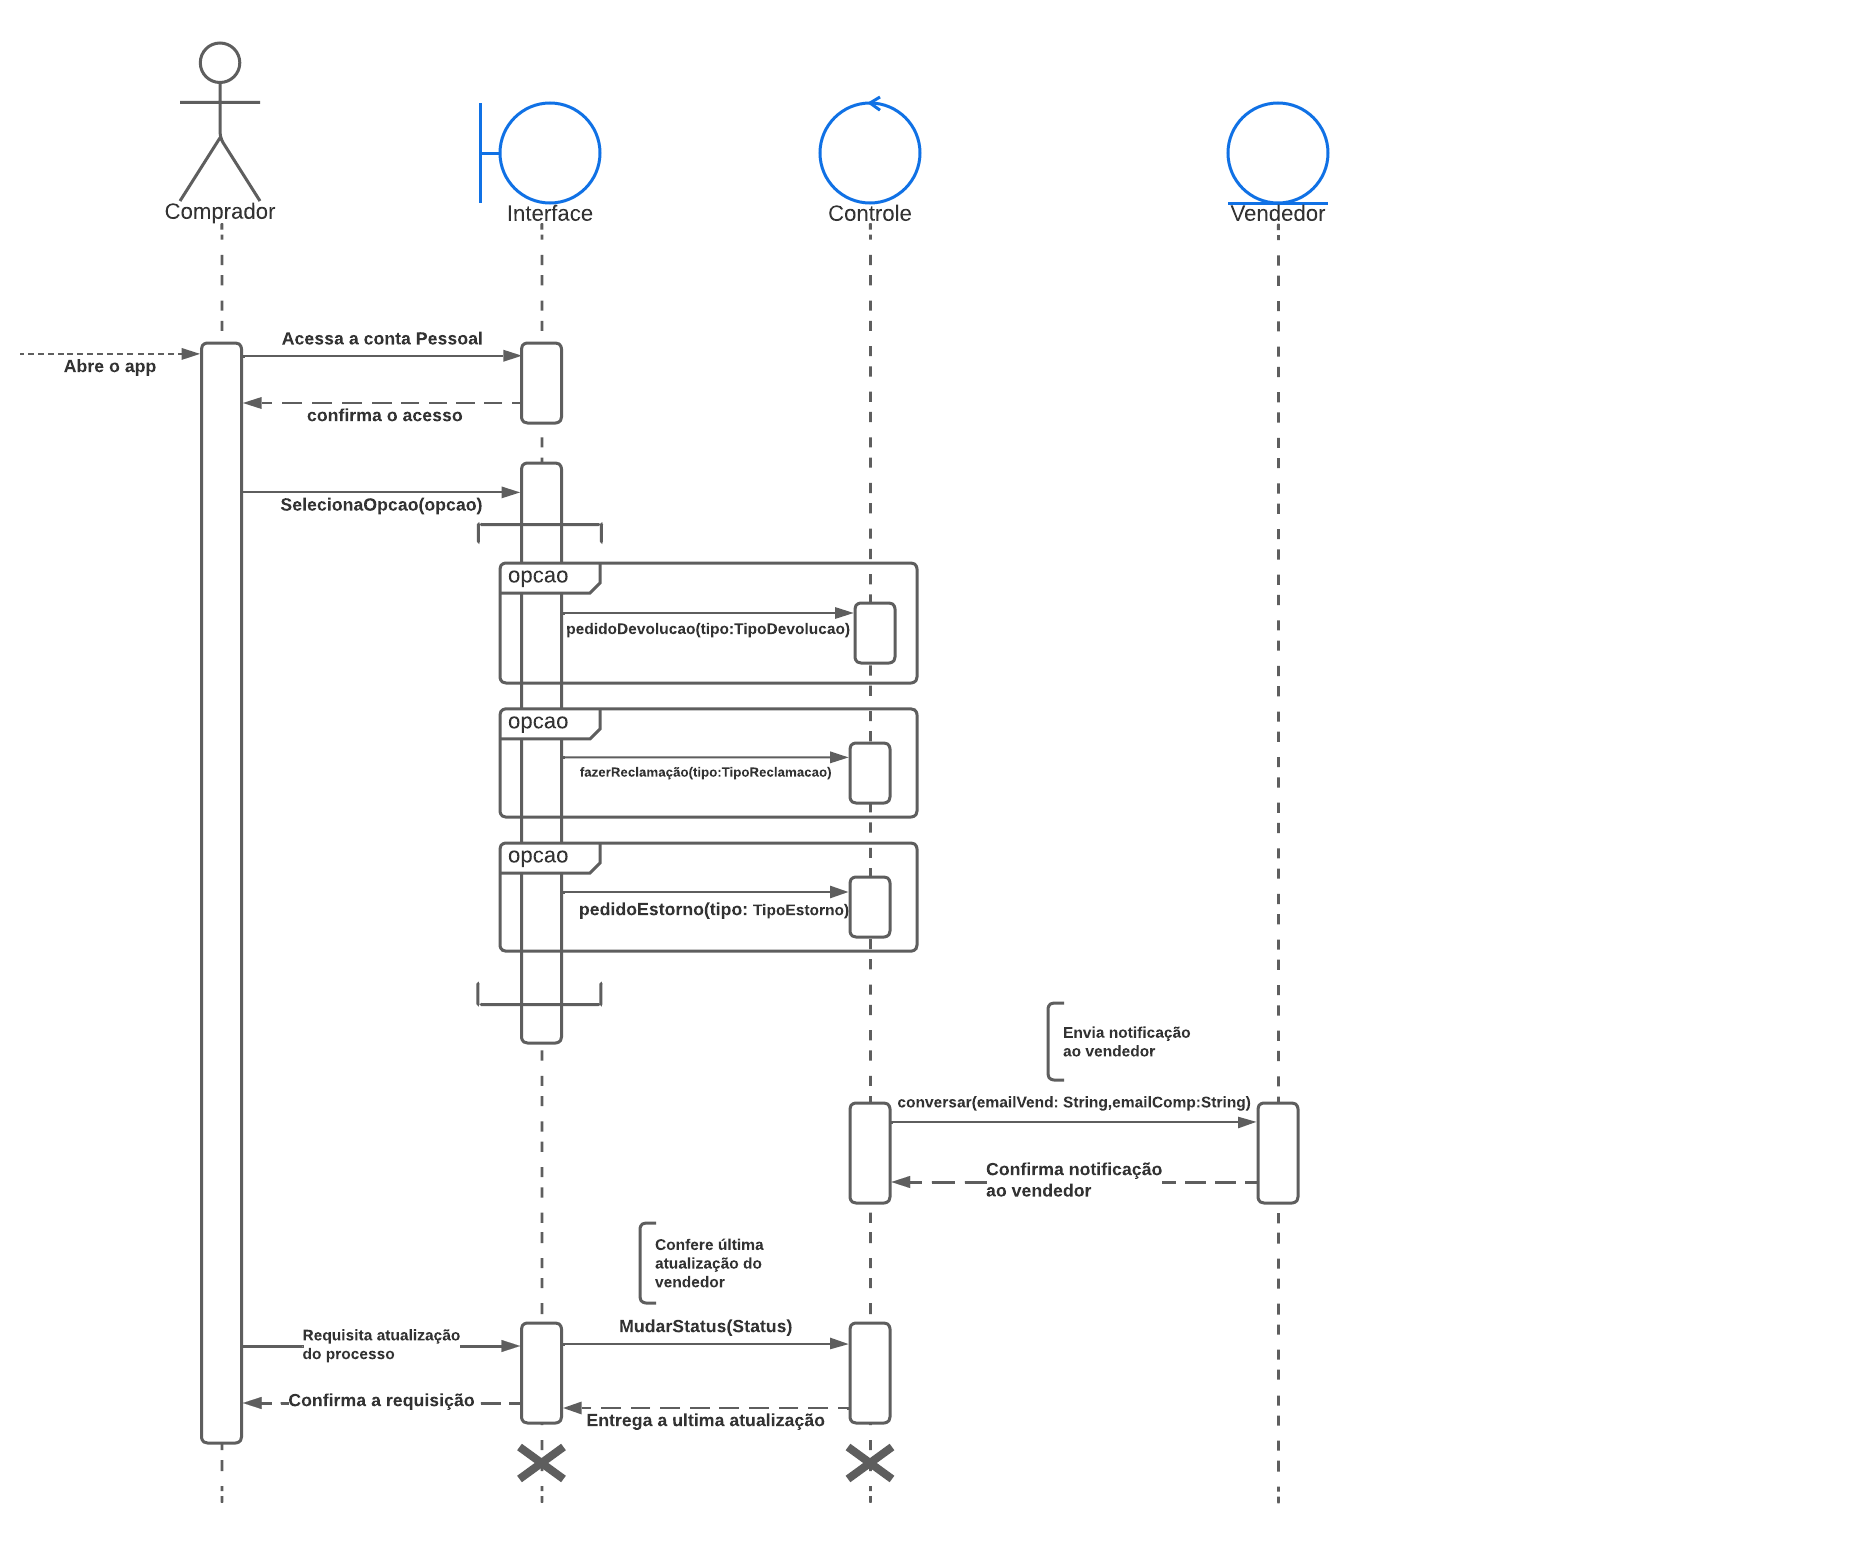 Comprador
Interface
Controle
Vendedor
Abre o app
Acessa a conta Pessoal
confirma o acesso
SelecionaOpcao(opcao)
opcao
pedidoDevolucao(tipo:TipoDevolucao)
opcao
fazerReclamação(tipo:TipoReclamacao)
opcao
pedidoEstorno(tipo: TipoEstorno)
Envia notificação
ao vendedor
conversar(emailVend: String,emailComp:String)
Confirma notificação
ao vendedor
Confere última
atualização do
vendedor
Requisita atualização
do processo
MudarStatus(Status)
Confirma a requisição
Entrega a ultima atualização